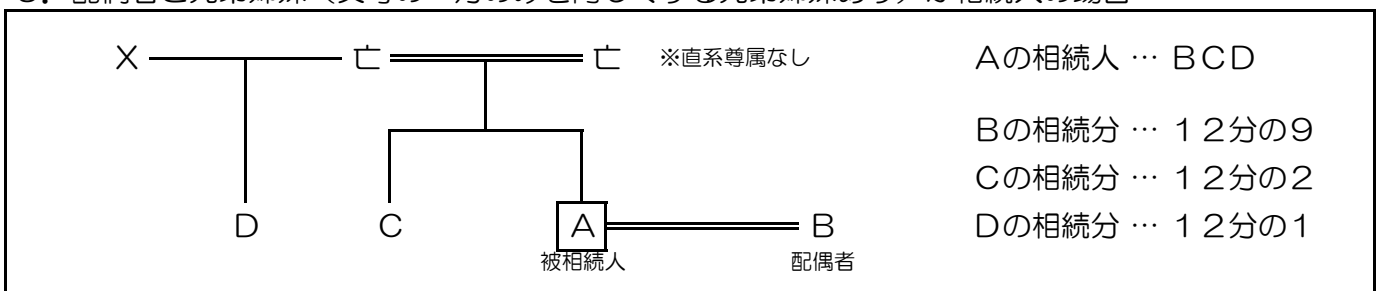 X 亡 亡 ※直系尊属なし Aの相続人 … BCD
Bの相続分 … 12分の9
Cの相続分 … 12分の2
D C A B Dの相続分 … 12分の1
被相続人 配偶者